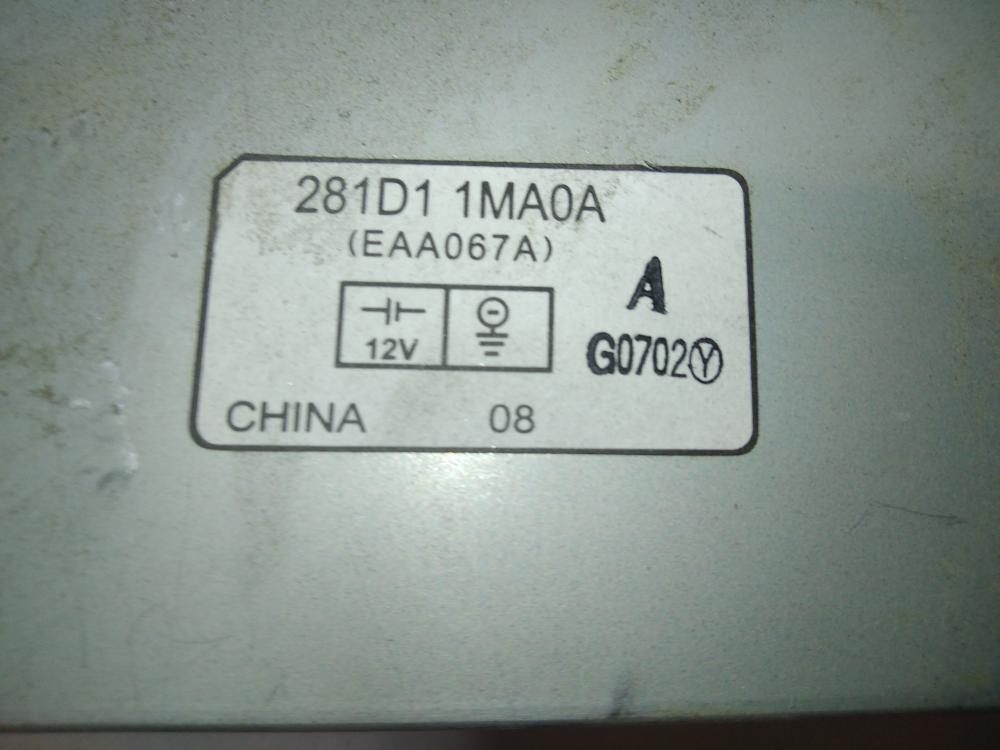 281D1 1MA0A
(EAA067A)
A
12V
G0702Ⓨ
CHINA 08